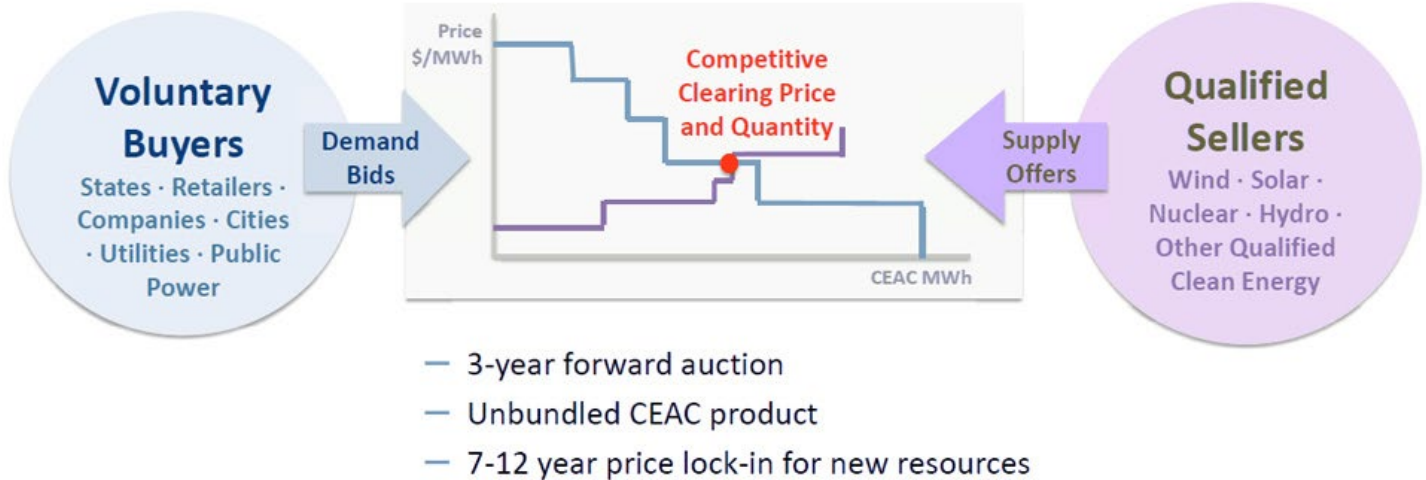 Voluntary
Buyers
States · Retailers ·
Companies · Cities
· Utilities · Public
Power
Demand
Bids
Price
$/MWh
Competitive
Clearing Price
and Quantity
CEAC MWh
Supply
Offers
Qualified
Sellers
Wind · Solar ·
Nuclear · Hydro ·
Other Qualified
Clean Energy
— 3-year forward auction
— Unbundled CEAC product
— 7-12 year price lock-in for new resources